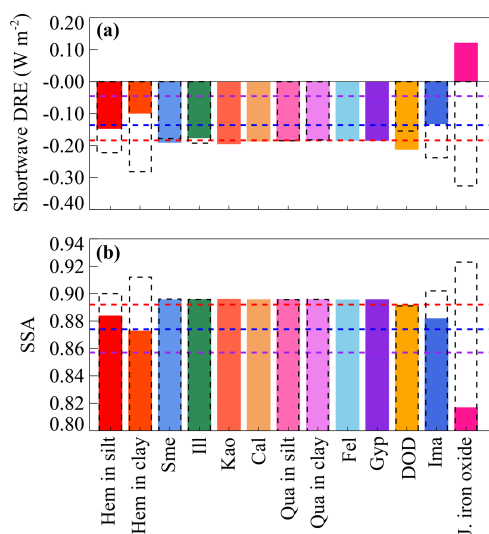 Shortwave DRE (W m-2)
(a)
0.20
0.10
-0.00
-0.10
-0.20
-0.30
-0.40
SSA
(b)
0.94
0.92
0.90
0.88
0.86
0.84
0.82
0.80
Hem in silt
Hem in clay
Sme
Ill
Kao
Cal
Qua in silt
Qua in clay
Fel
Gyp
DOD
Ima
J. iron oxide